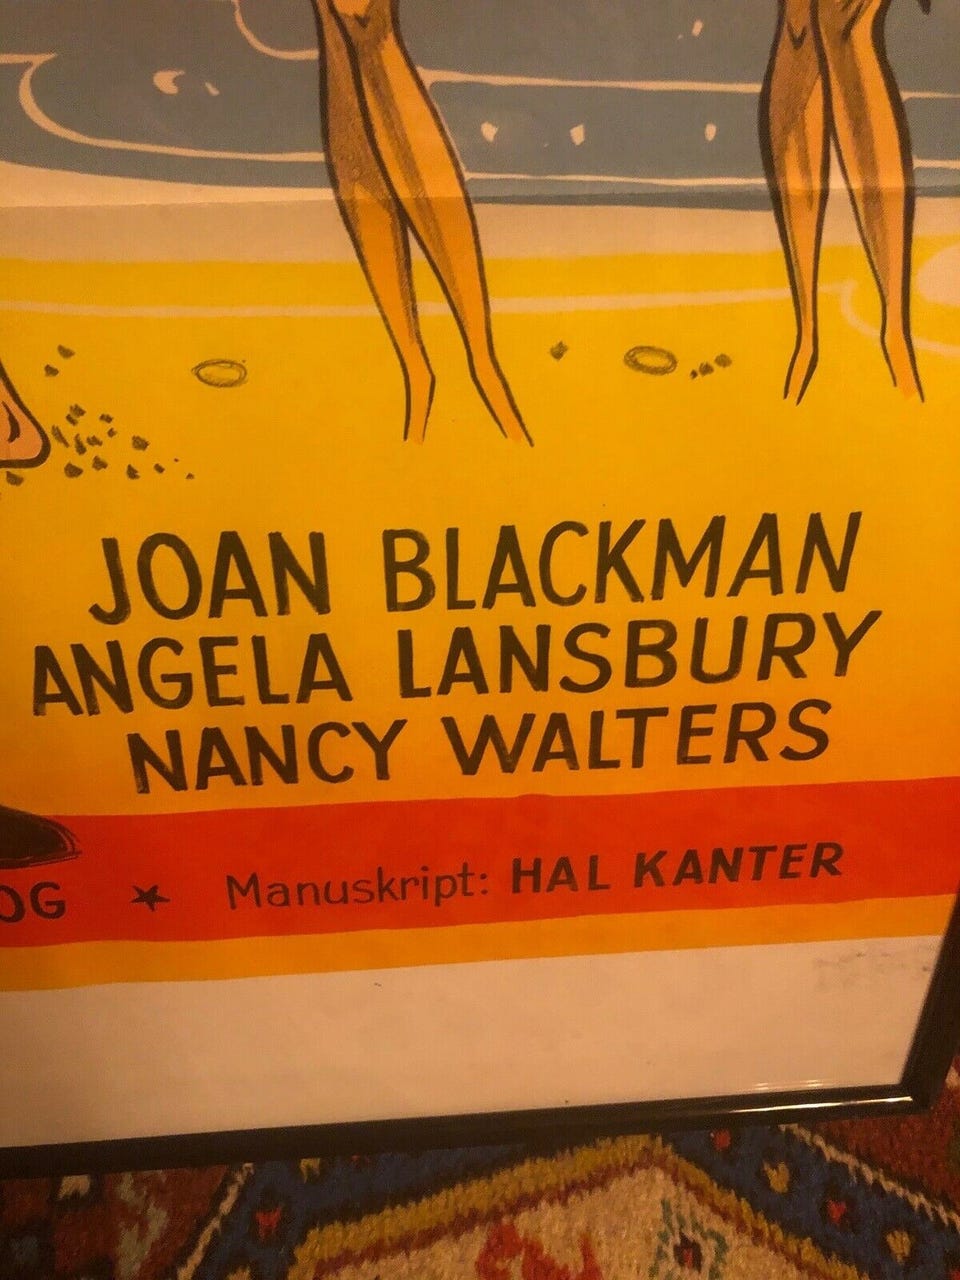 JOAN BLACKMAN
ANGELA LANSBURY
NANCY WALTERS
OG ★ Manuskript: HAL KANTER